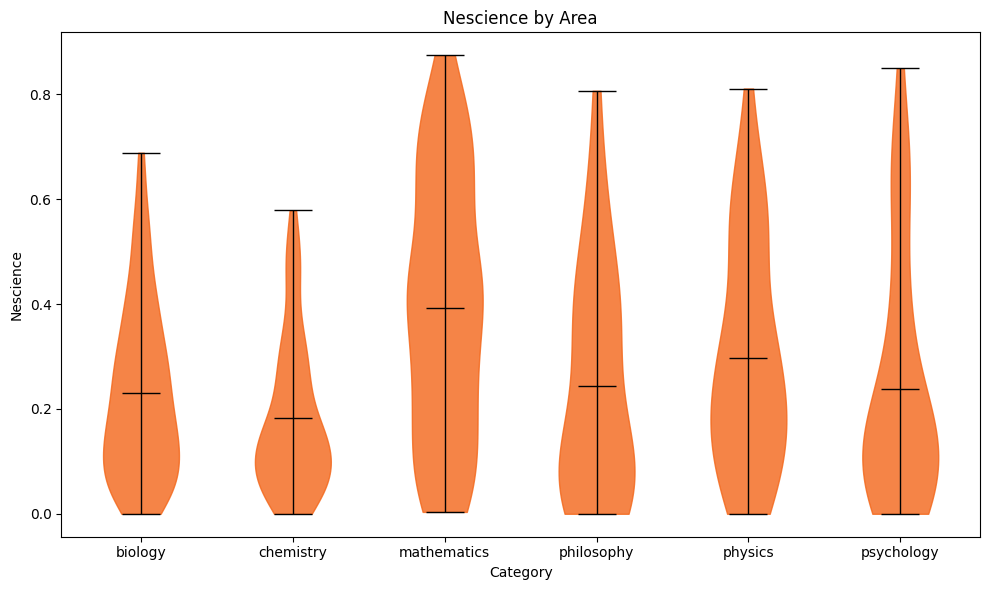 Nescience by Area
Nescience
0.8
0.6
0.4
0.2
0.0
biology chemistry mathematics philosophy physics psychology
Category